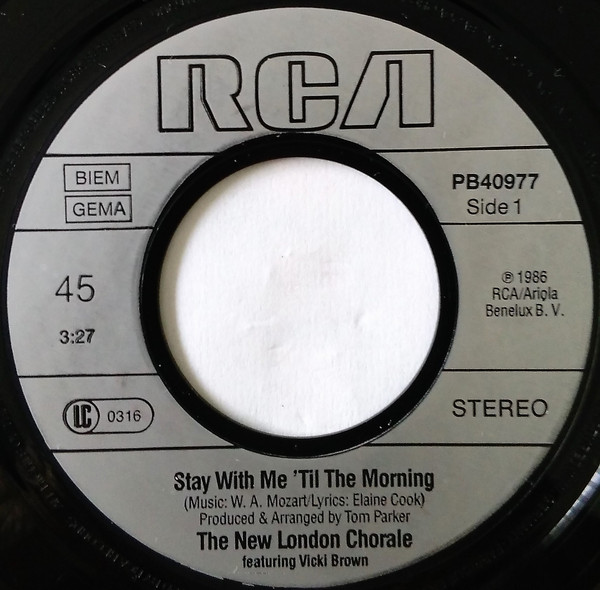 RCA
BIEM
GEMA
PB40977
Side 1
45
3:27
℗ 1986
RCA/Ariola
Benelux B. V.
LC 0316
STEREO
Stay With Me 'Til The Morning
(Music: W. A. Mozart/Lyrics: Elaine Cook)
Produced & Arranged by Tom Parker
The New London Chorale
featuring Vicki Brown